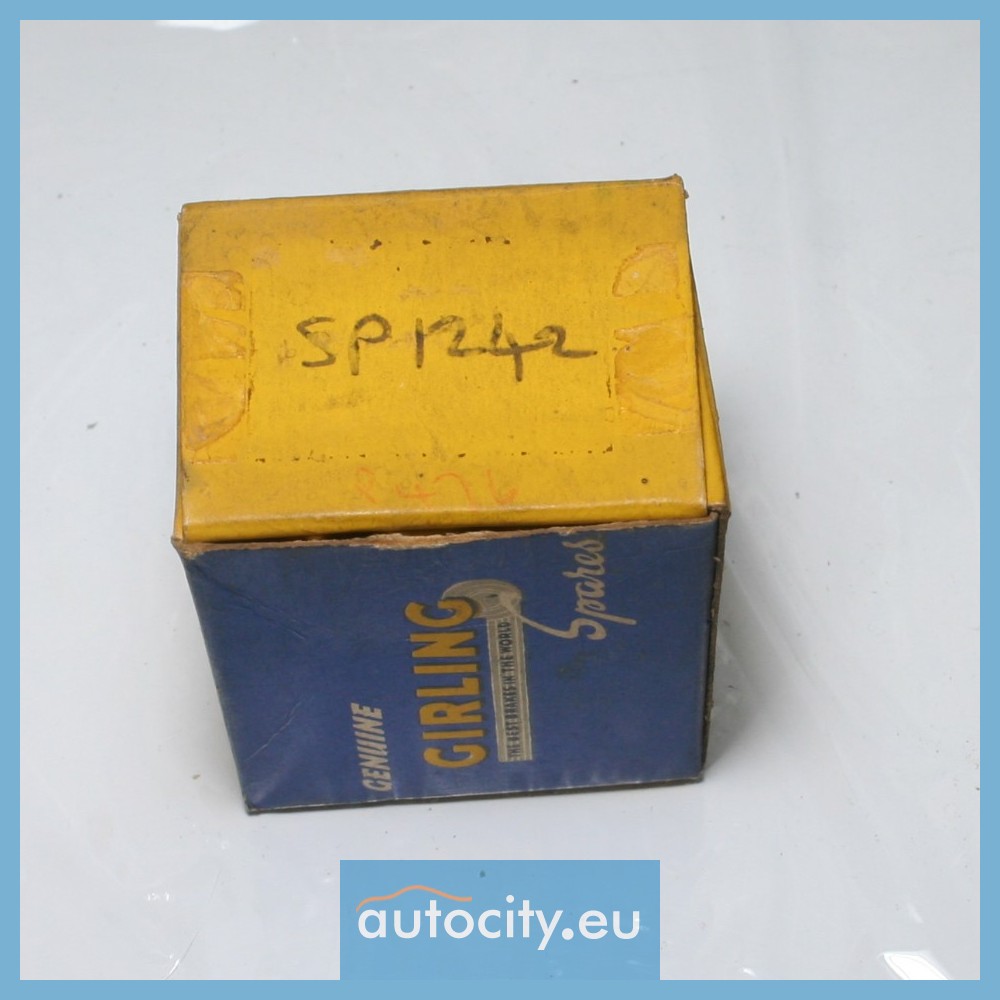 SP1242
GENUINE
GIRLING
THE BEST BRAKES IN THE WORLD
Spares
autocity.eu